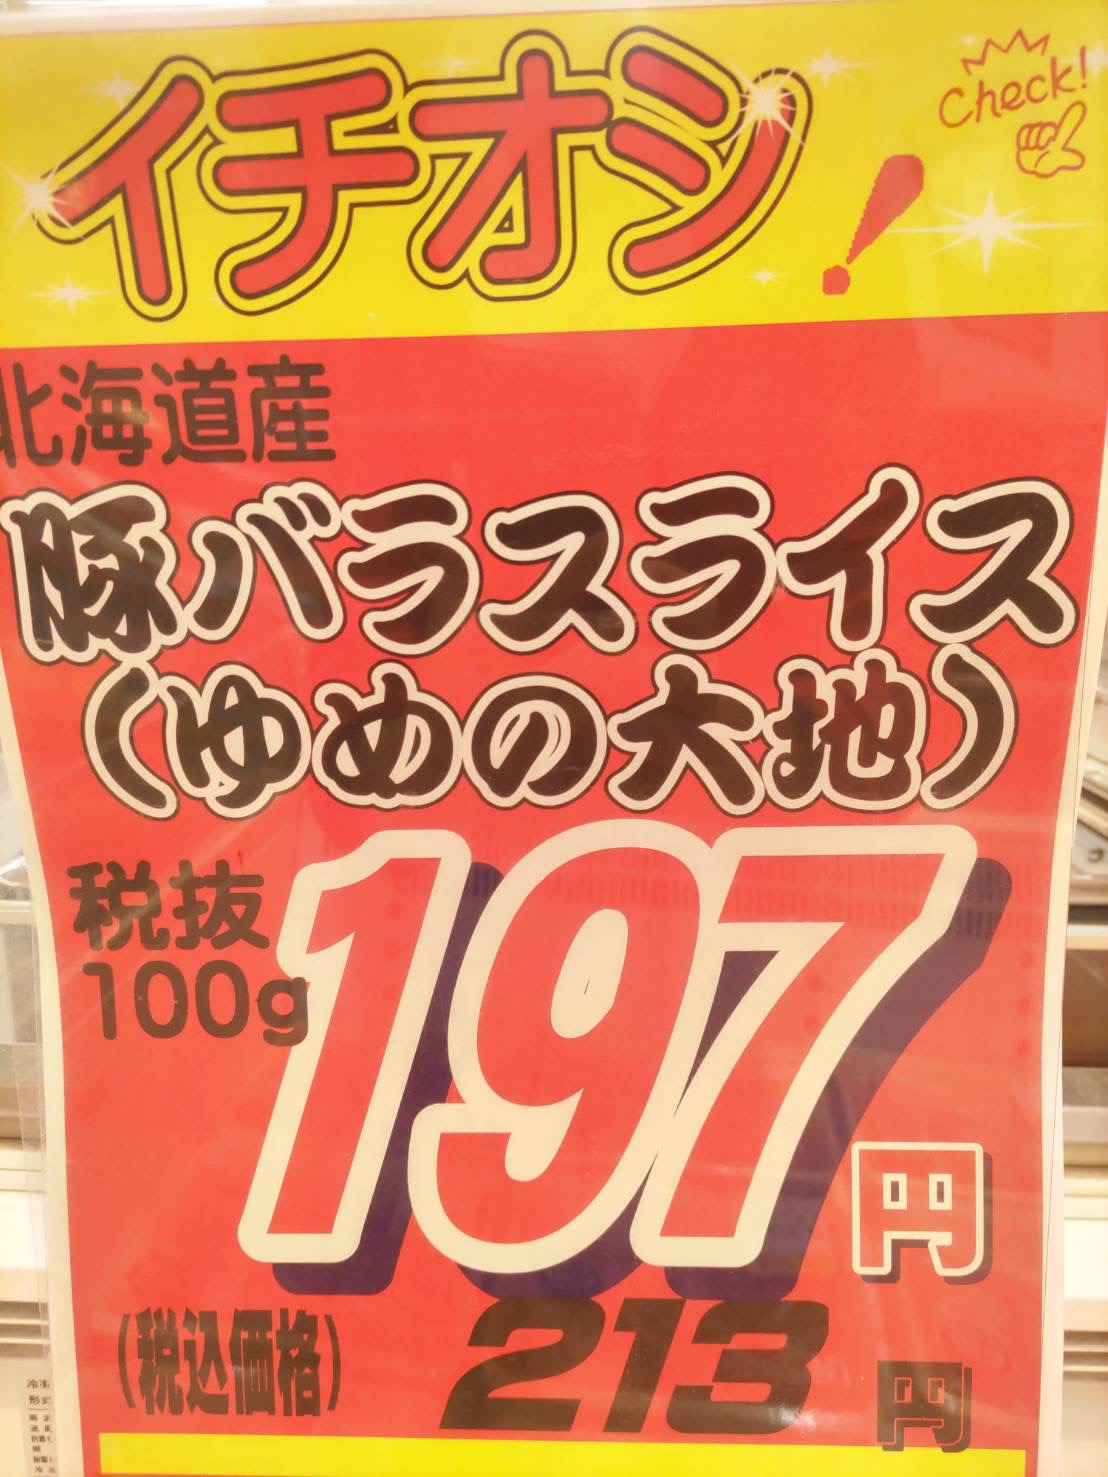 イチオシ!
Check!
北海道産
豚バラスライス
(ゆめの大地)
税抜
100g
197円
(税込価格) 213円